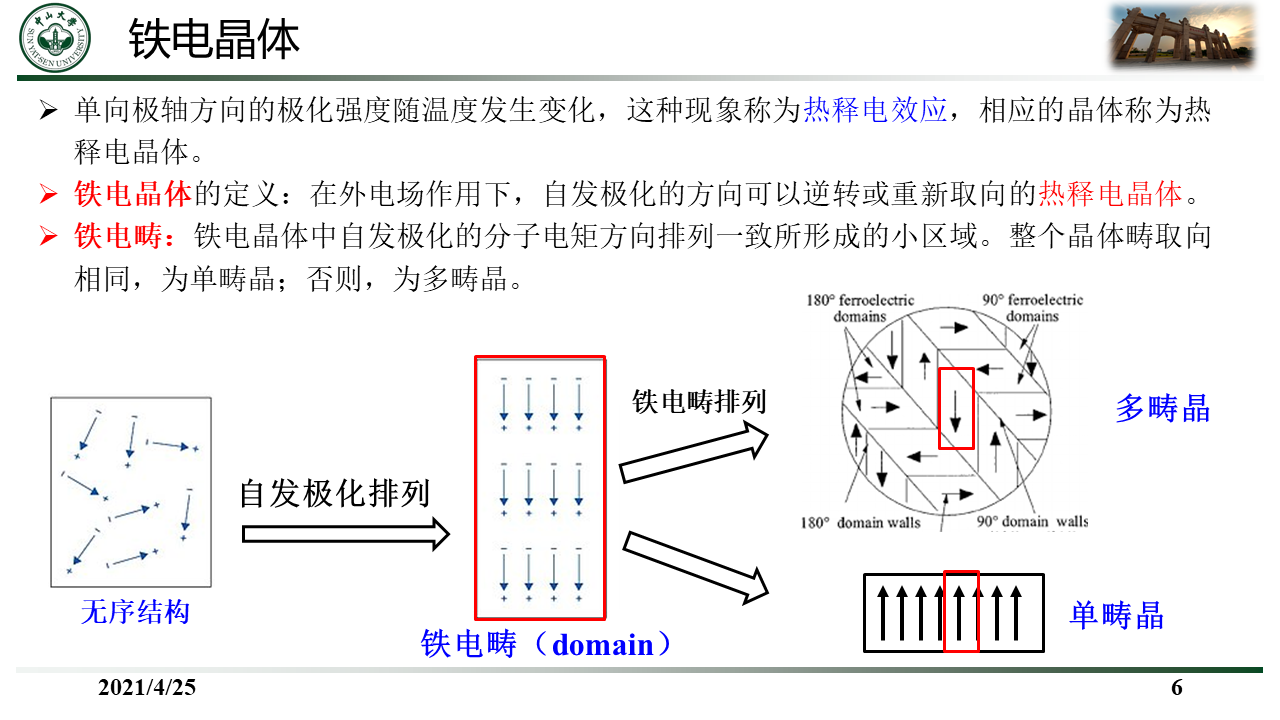 中山大学
SUN YAT-SEN UNIVERSITY
铁电晶体
➢ 单向极轴方向的极化强度随温度发生变化，这种现象称为热释电效应，相应的晶体称为热
释电晶体。
➢ 铁电晶体的定义：在外电场作用下，自发极化的方向可以逆转或重新取向的热释电晶体。
➢ 铁电畴：铁电晶体中自发极化的分子电矩方向排列一致所形成的小区域。整个晶体畴取向
相同，为单畴晶；否则，为多畴晶。
无序结构
自发极化排列
铁电畴（domain）
铁电畴排列
180° ferroelectric
domains
90° ferroelectric
domains
180° domain walls
90° domain walls
多畴晶
单畴晶
2021/4/25
6